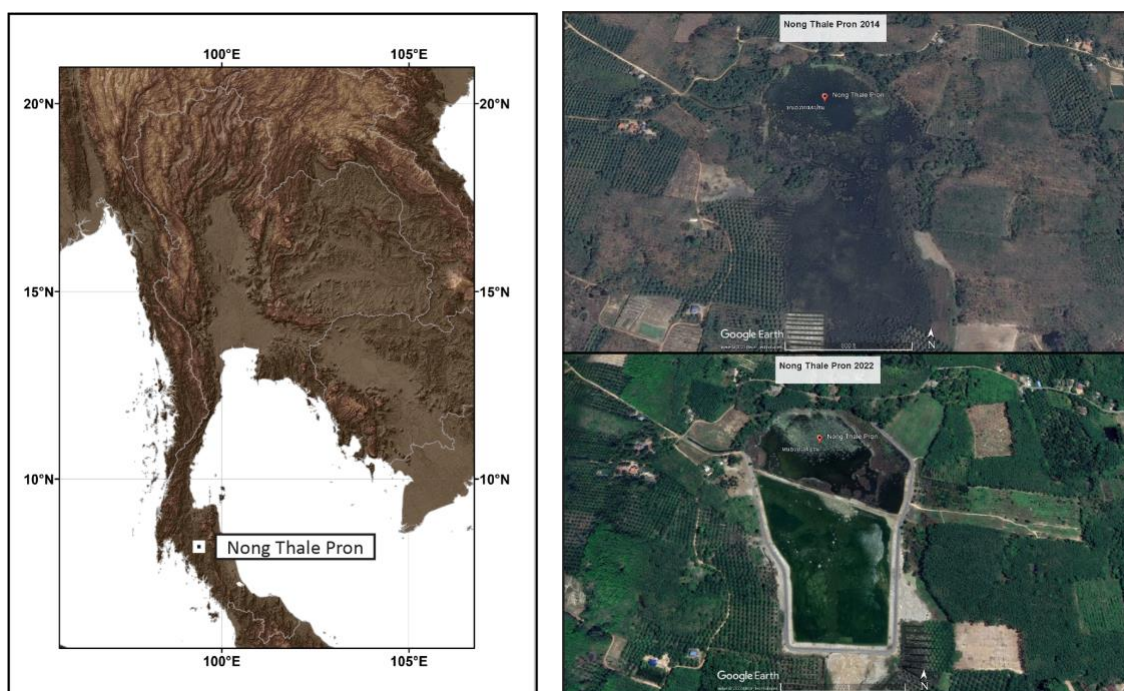 100°E
105°E
20°N
20°N
15°N
15°N
10°N
10°N
Nong Thale Pron
100°E
105°E
Nong Thale Pron 2014
Nong Thale Pron
Google Earth
N
Nong Thale Pron 2022
Nong Thale Pron
Google Earth
N